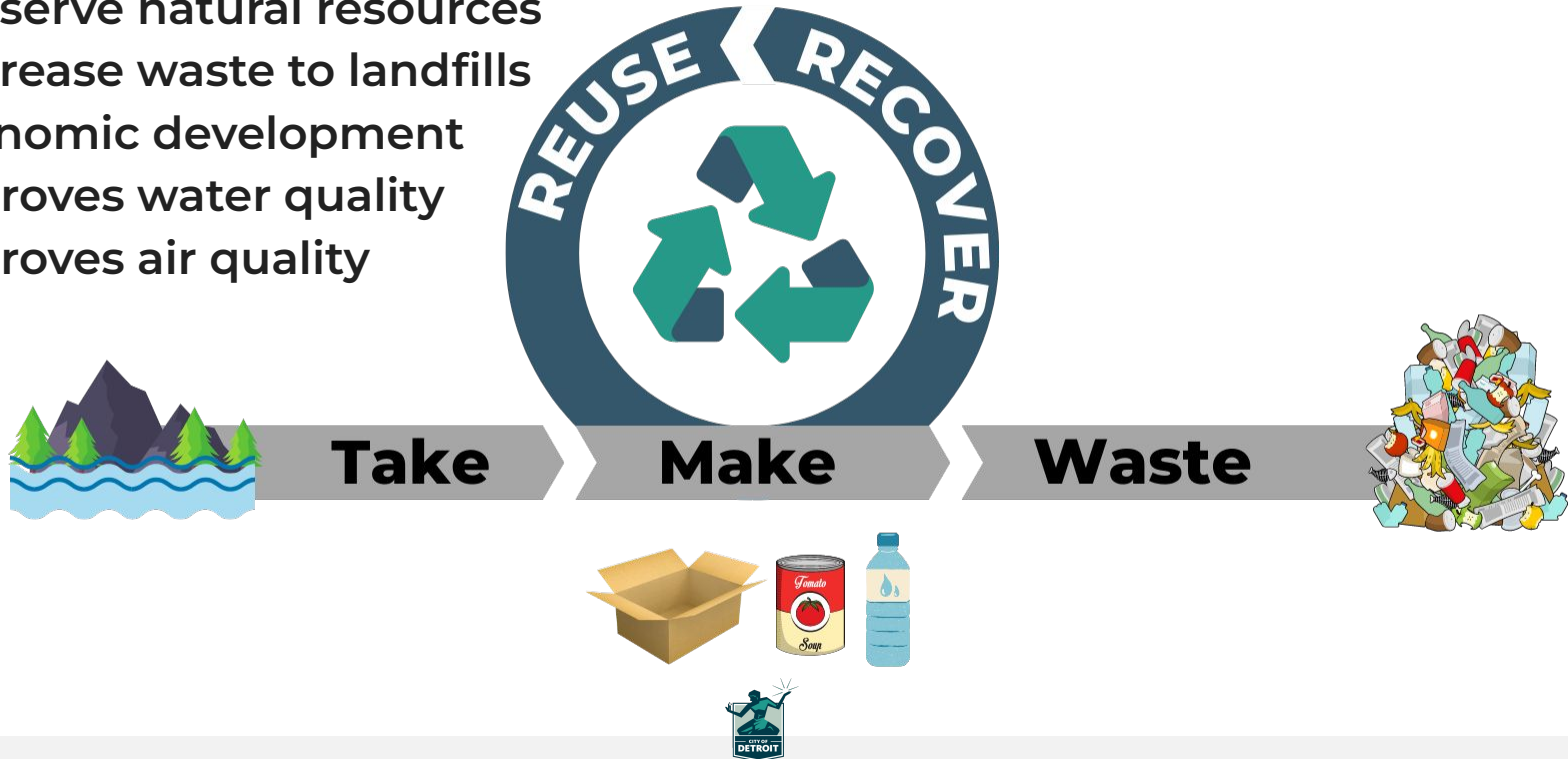 serve natural resources
rease waste to landfills
nomic development
roves water quality
roves air quality
REUSE
RECOVER
Take
Make
Waste
Tomato
Soup
CITY OF
DETROIT